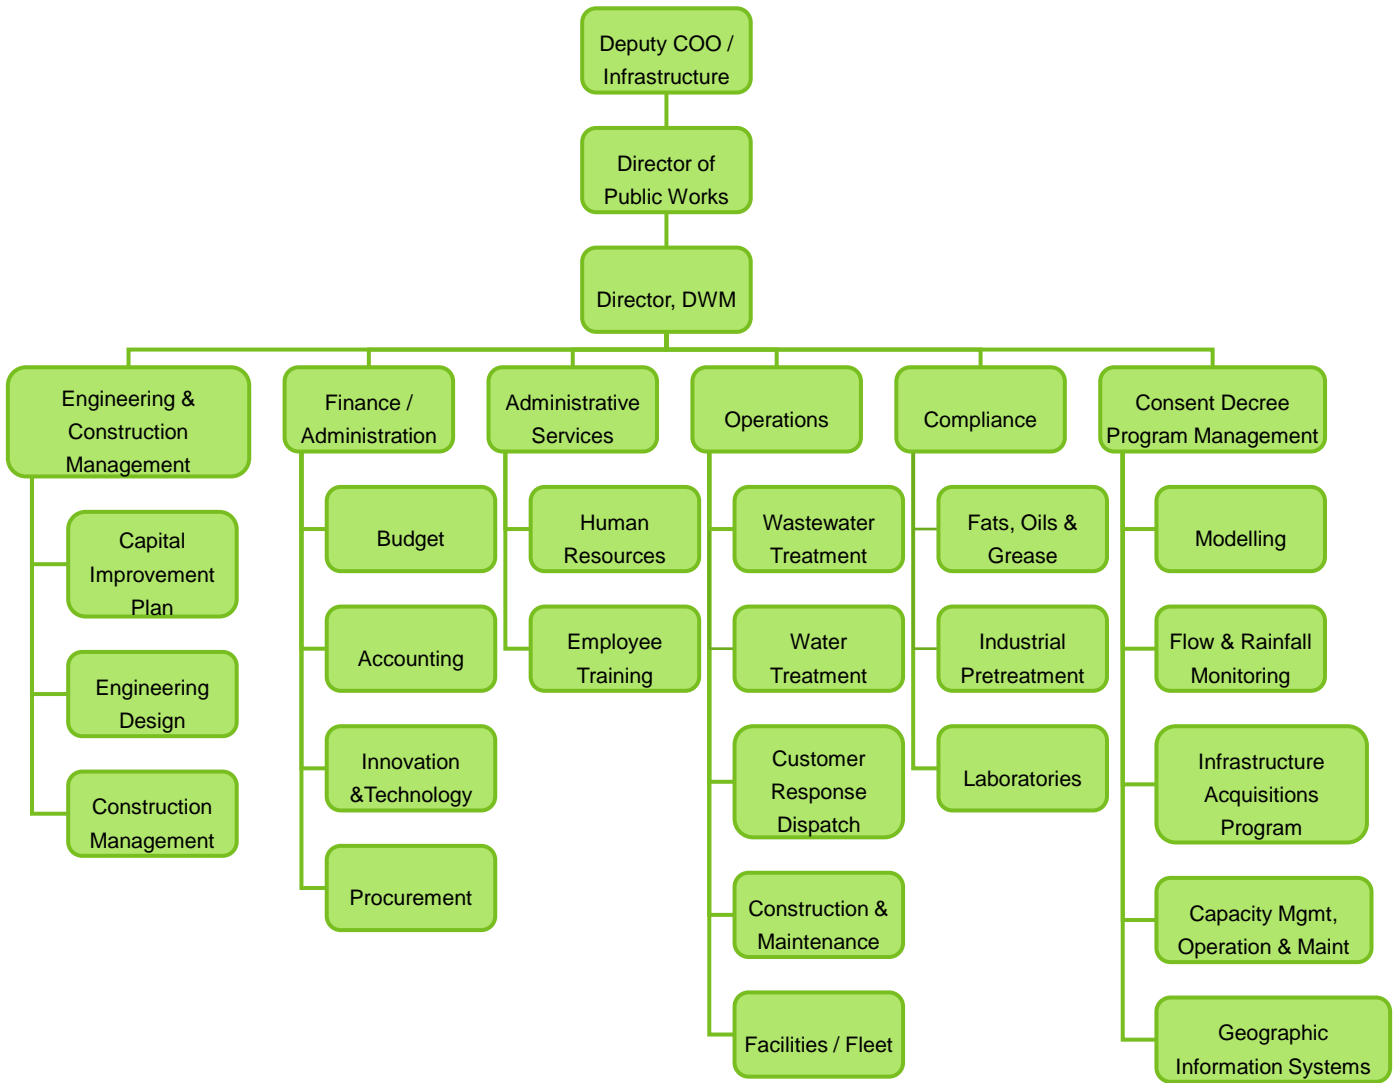 Deputy COO /
Infrastructure
Director of
Public Works
Director, DWM
Engineering &
Construction
Management
Capital
Improvement
Plan
Engineering
Design
Construction
Management
Finance /
Administration
Budget
Accounting
Innovation
&Technology
Procurement
Administrative
Services
Human
Resources
Employee
Training
Operations
Wastewater
Treatment
Water
Treatment
Customer
Response
Dispatch
Construction &
Maintenance
Facilities / Fleet
Compliance
Fats, Oils &
Grease
Industrial
Pretreatment
Laboratories
Consent Decree
Program Management
Modelling
Flow & Rainfall
Monitoring
Infrastructure
Acquisitions
Program
Capacity Mgmt,
Operation & Maint
Geographic
Information Systems